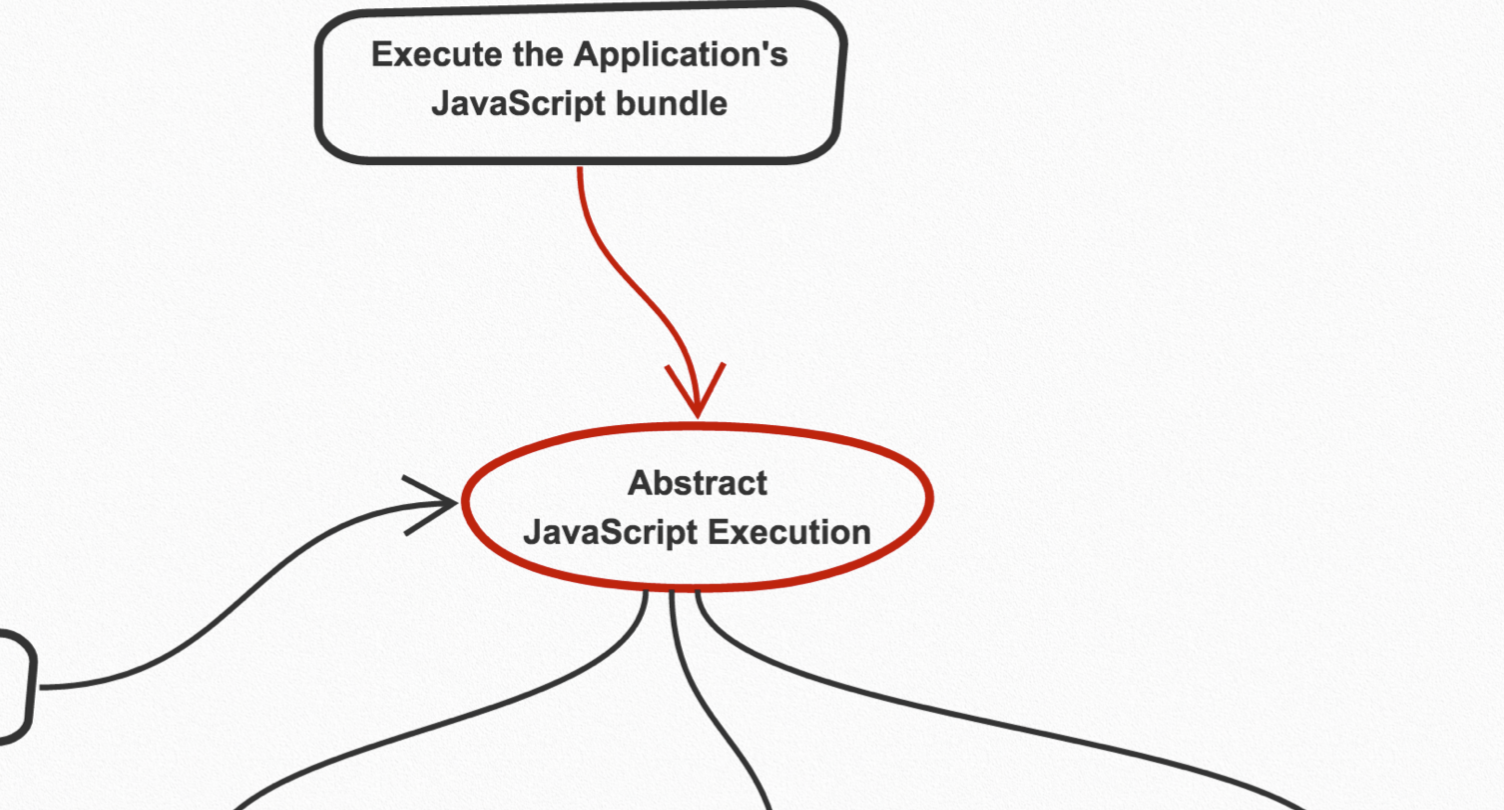 Execute the Application's
JavaScript bundle
Abstract
JavaScript Execution